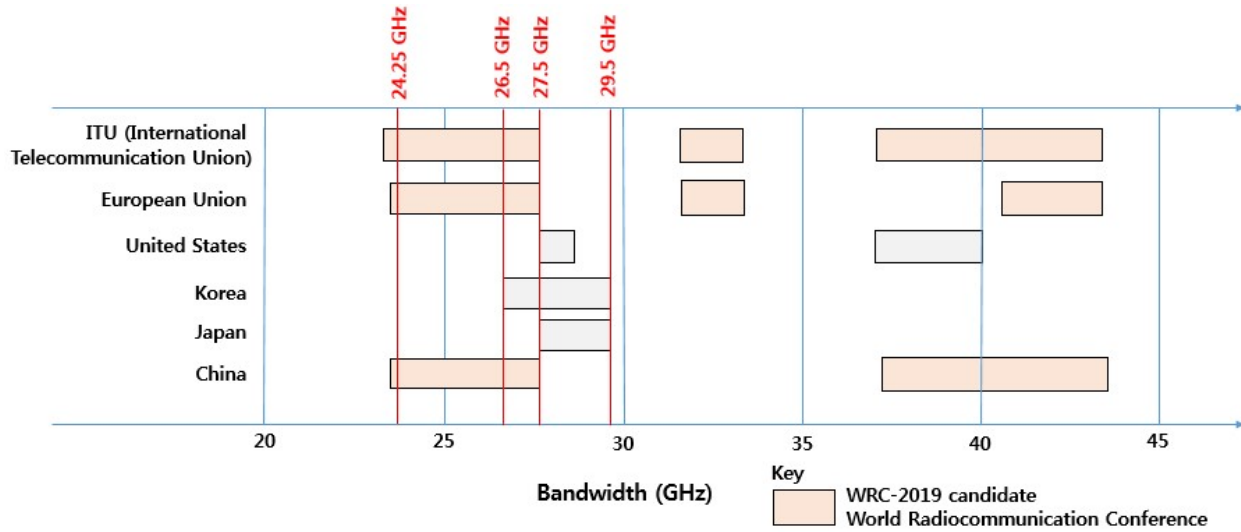 24.25 GHz
26.5 GHz
27.5 GHz
29.5 GHz
ITU (International
Telecommunication Union)
European Union
United States
Korea
Japan
China
20
25
30
35
40
45
Bandwidth (GHz)
Key
WRC-2019 candidate
World Radiocommunication Conference